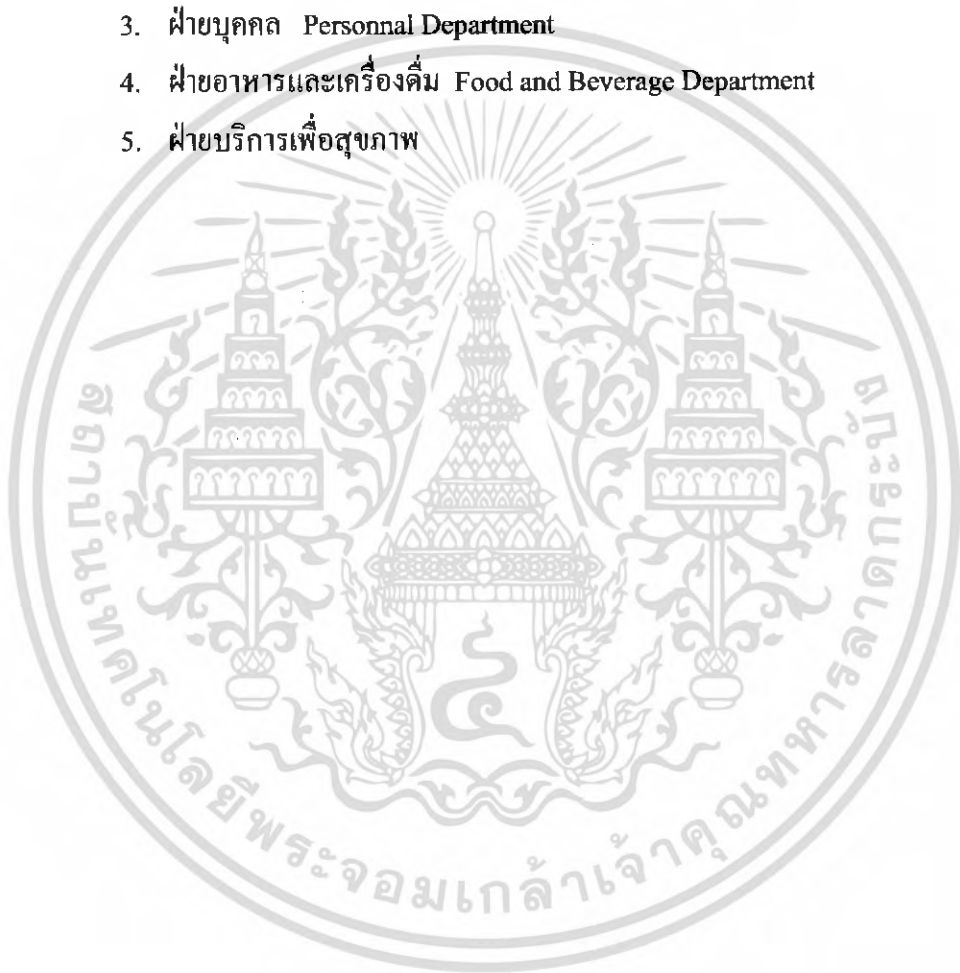 3. ฝ่ายบุคคล Personnal Department
4. ฝ่ายอาหารและเครื่องดื่ม Food and Beverage Department
5. ฝ่ายบริการเพื่อสุขภาพ
สถาบันเทคโนโลยีพระจอมเกล้าเจ้าคุณทหารลาดกระบัง